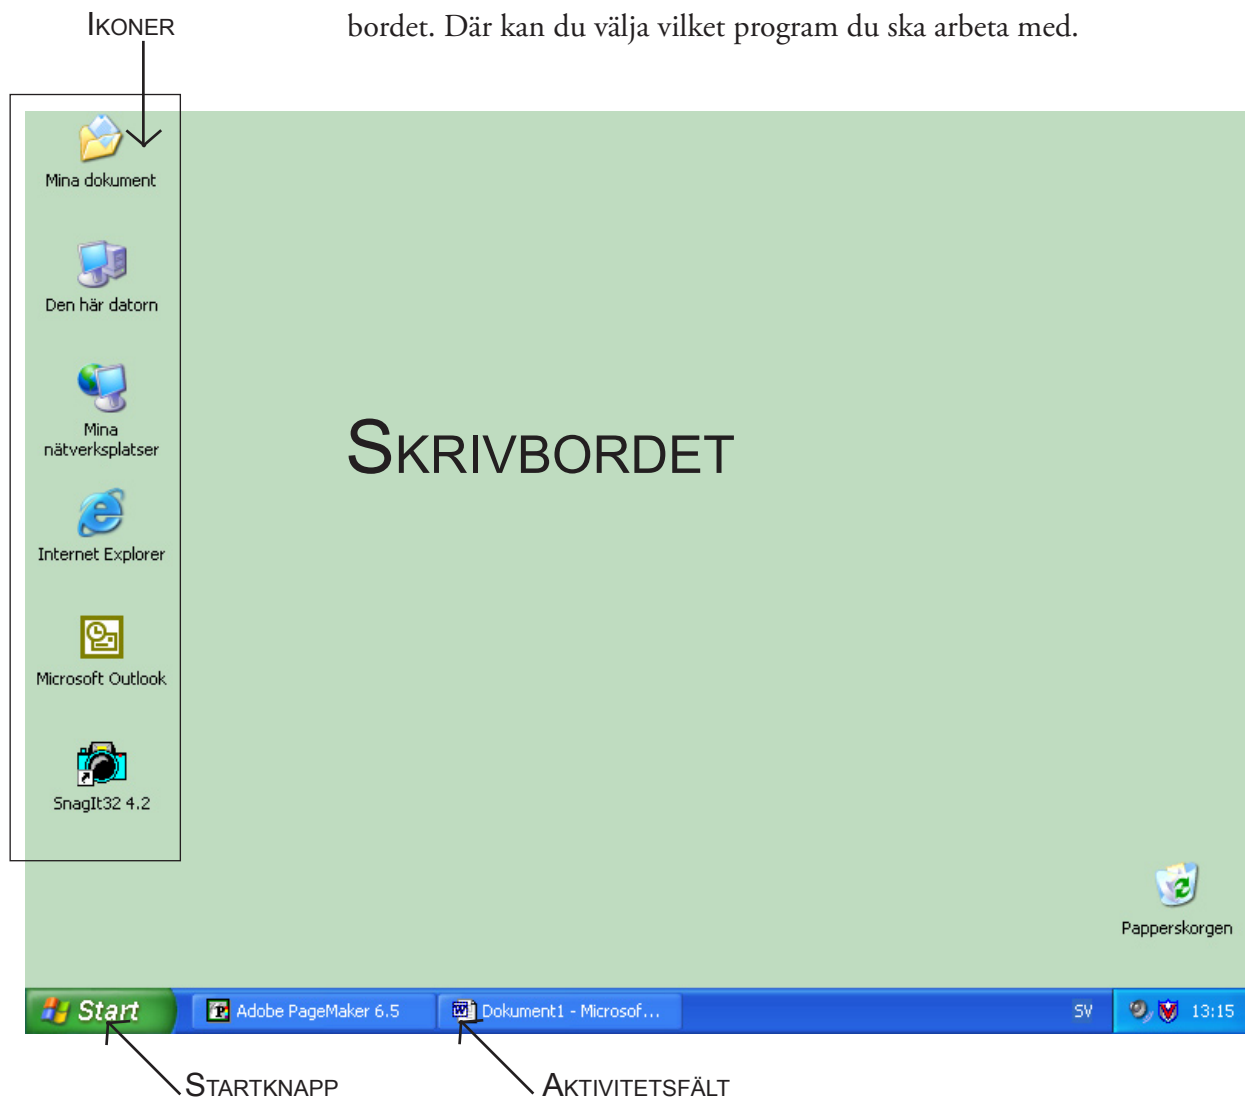 IKONER
bordet. Där kan du välja vilket program du ska arbeta med.
Mina dokument
Den här datorn
Mina
nätverksplatser
SKRIVBORDET
Internet Explorer
Microsoft Outlook
SnagIt32 4.2
Papperskorgen
Start
Adobe PageMaker 6.5
Dokument1 - Microsof...
SV
13:15
STARTKNAPP
AKTIVITETSFÄLT